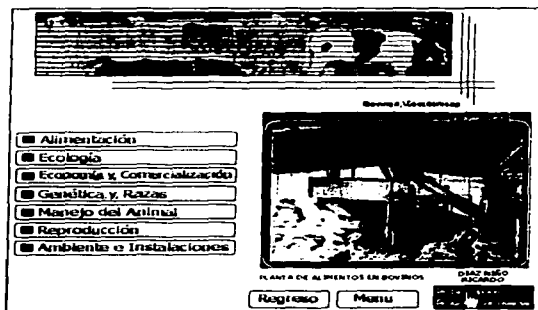 Alimentación
Ecología
Economía y Comercialización
Genética y Razas
Manejo del Animal
Reproducción
Ambiente e Instalaciones
PLANTA DE ALIMENTOS EN BOVINOS
DIAZ NIÑO
RICARDO
Regreso
Menu